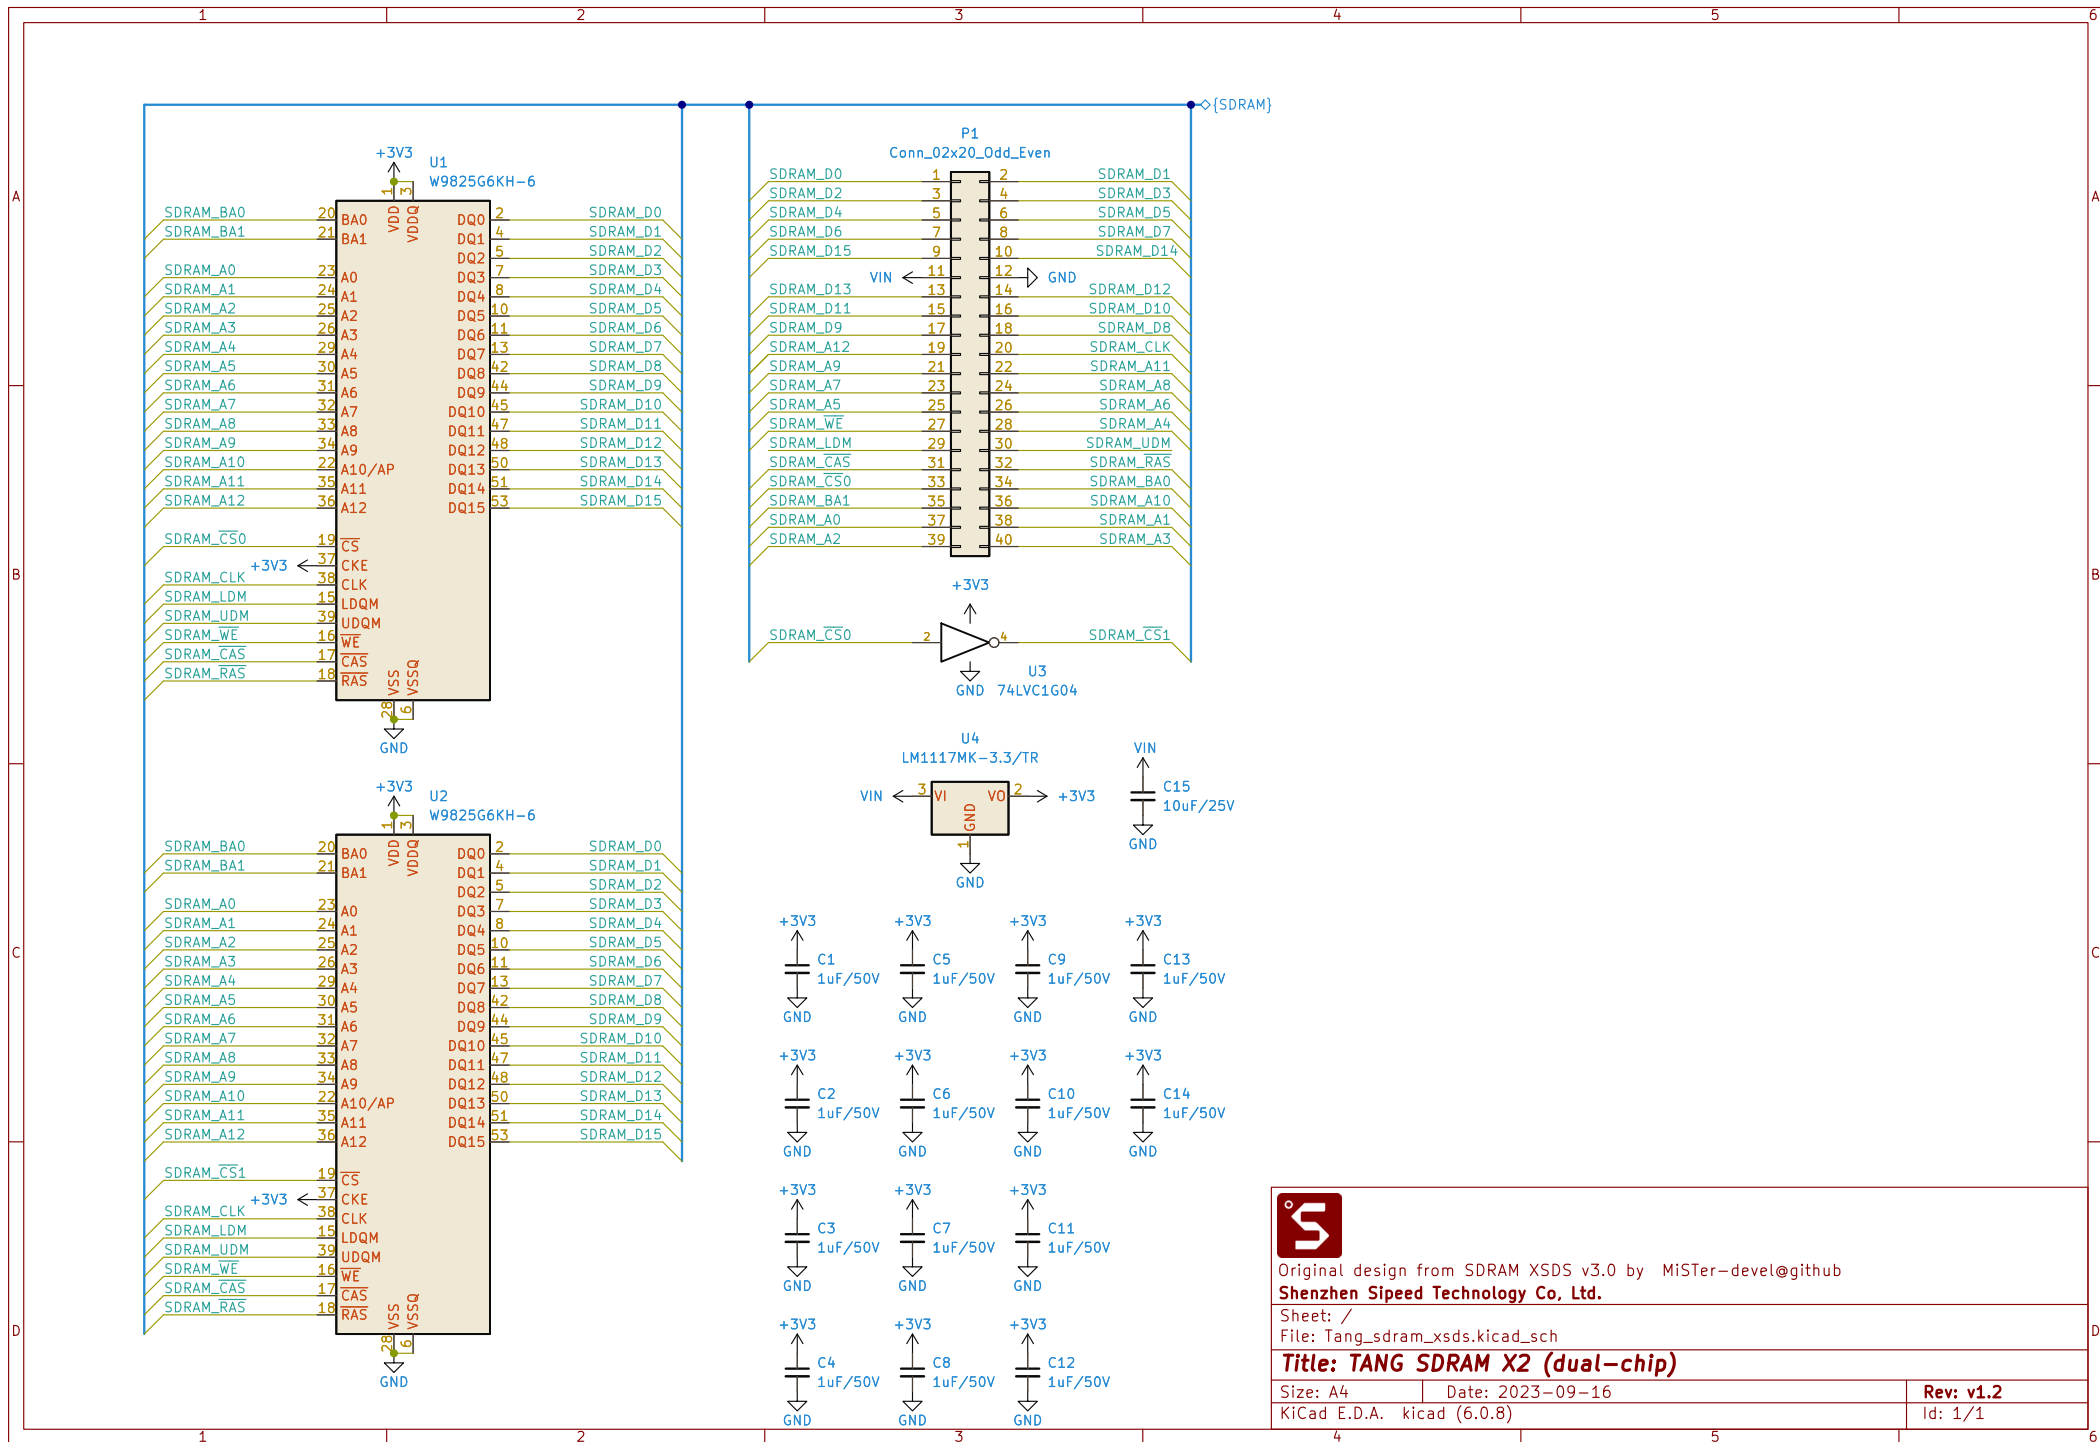 1 2 3 4 5 6
{SDRAM}
+3V3
U1
W9825G6KH-6
1 VDD
3 VDDQ
SDRAM_BA0 20 BA0 DQ0 2 SDRAM_D0
SDRAM_BA1 21 BA1 DQ1 4 SDRAM_D1
DQ2 5 SDRAM_D2
SDRAM_A0 23 A0 DQ3 7 SDRAM_D3
SDRAM_A1 24 A1 DQ4 8 SDRAM_D4
SDRAM_A2 25 A2 DQ5 10 SDRAM_D5
SDRAM_A3 26 A3 DQ6 11 SDRAM_D6
SDRAM_A4 29 A4 DQ7 13 SDRAM_D7
SDRAM_A5 30 A5 DQ8 42 SDRAM_D8
SDRAM_A6 31 A6 DQ9 44 SDRAM_D9
SDRAM_A7 32 A7 DQ10 45 SDRAM_D10
SDRAM_A8 33 A8 DQ11 47 SDRAM_D11
SDRAM_A9 34 A9 DQ12 48 SDRAM_D12
SDRAM_A10 22 A10/AP DQ13 50 SDRAM_D13
SDRAM_A11 35 A11 DQ14 51 SDRAM_D14
SDRAM_A12 36 A12 DQ15 53 SDRAM_D15
SDRAM_CS0 19 CS
+3V3 37 CKE
SDRAM_CLK 38 CLK
SDRAM_LDM 15 LDQM
SDRAM_UDM 39 UDQM
SDRAM_WE 16 WE
SDRAM_CAS 17 CAS
SDRAM_RAS 18 RAS
28 VSS
6 VSSQ
GND
+3V3
U2
W9825G6KH-6
1 VDD
3 VDDQ
SDRAM_BA0 20 BA0 DQ0 2 SDRAM_D0
SDRAM_BA1 21 BA1 DQ1 4 SDRAM_D1
DQ2 5 SDRAM_D2
SDRAM_A0 23 A0 DQ3 7 SDRAM_D3
SDRAM_A1 24 A1 DQ4 8 SDRAM_D4
SDRAM_A2 25 A2 DQ5 10 SDRAM_D5
SDRAM_A3 26 A3 DQ6 11 SDRAM_D6
SDRAM_A4 29 A4 DQ7 13 SDRAM_D7
SDRAM_A5 30 A5 DQ8 42 SDRAM_D8
SDRAM_A6 31 A6 DQ9 44 SDRAM_D9
SDRAM_A7 32 A7 DQ10 45 SDRAM_D10
SDRAM_A8 33 A8 DQ11 47 SDRAM_D11
SDRAM_A9 34 A9 DQ12 48 SDRAM_D12
SDRAM_A10 22 A10/AP DQ13 50 SDRAM_D13
SDRAM_A11 35 A11 DQ14 51 SDRAM_D14
SDRAM_A12 36 A12 DQ15 53 SDRAM_D15
SDRAM_CS1 19 CS
+3V3 37 CKE
SDRAM_CLK 38 CLK
SDRAM_LDM 15 LDQM
SDRAM_UDM 39 UDQM
SDRAM_WE 16 WE
SDRAM_CAS 17 CAS
SDRAM_RAS 18 RAS
28 VSS
6 VSSQ
GND
P1
Conn_02x20_Odd_Even
SDRAM_D0 1 2 SDRAM_D1
SDRAM_D2 3 4 SDRAM_D3
SDRAM_D4 5 6 SDRAM_D5
SDRAM_D6 7 8 SDRAM_D7
SDRAM_D15 9 10 SDRAM_D14
VIN 11 12 GND
SDRAM_D13 13 14 SDRAM_D12
SDRAM_D11 15 16 SDRAM_D10
SDRAM_D9 17 18 SDRAM_D8
SDRAM_A12 19 20 SDRAM_CLK
SDRAM_A9 21 22 SDRAM_A11
SDRAM_A7 23 24 SDRAM_A8
SDRAM_A5 25 26 SDRAM_A6
SDRAM_WE 27 28 SDRAM_A4
SDRAM_LDM 29 30 SDRAM_UDM
SDRAM_CAS 31 32 SDRAM_RAS
SDRAM_CS0 33 34 SDRAM_BA0
SDRAM_BA1 35 36 SDRAM_A10
SDRAM_A0 37 38 SDRAM_A1
SDRAM_A2 39 40 SDRAM_A3
+3V3
SDRAM_CS0 2 4 SDRAM_CS1
U3
GND 74LVC1G04
U4
LM1117MK-3.3/TR
VIN 3 VI VO 2 +3V3
GND
1
GND
VIN
C15
10uF/25V
GND
+3V3 +3V3 +3V3 +3V3
C1 C5 C9 C13
1uF/50V 1uF/50V 1uF/50V 1uF/50V
GND GND GND GND
+3V3 +3V3 +3V3 +3V3
C2 C6 C10 C14
1uF/50V 1uF/50V 1uF/50V 1uF/50V
GND GND GND GND
+3V3 +3V3 +3V3
C3 C7 C11
1uF/50V 1uF/50V 1uF/50V
GND GND GND
+3V3 +3V3 +3V3
C4 C8 C12
1uF/50V 1uF/50V 1uF/50V
GND GND GND
A A
B B
C C
D D
S
Original design from SDRAM XSDS v3.0 by MiSTer-devel@github
Shenzhen Sipeed Technology Co, Ltd.
Sheet: /
File: Tang_sdram_xsds.kicad_sch
Title: TANG SDRAM X2 (dual-chip)
Size: A4 Date: 2023-09-16 Rev: v1.2
KiCad E.D.A. kicad (6.0.8) Id: 1/1
1 2 3 4 5 6